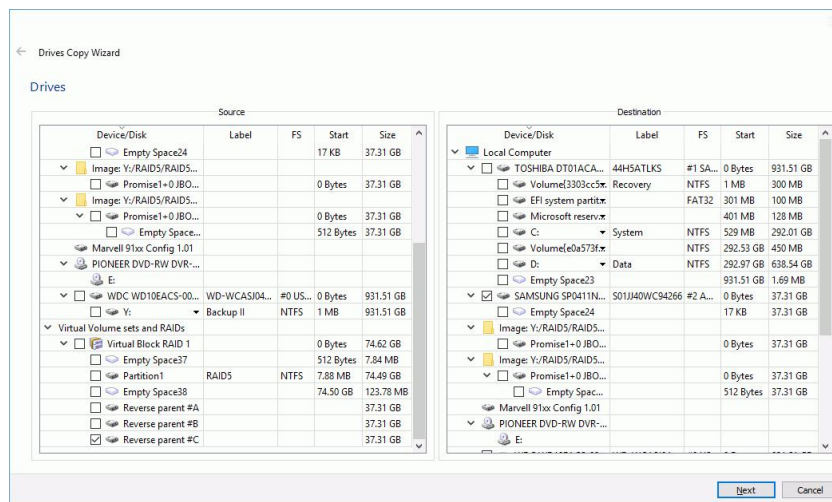 Drives Copy Wizard
Drives
Source
Device/Disk Label FS Start Size
Empty Space24 17 KB 37.31 GB
Image: Y:/RAID5/RAID5...
Promise1+0 JBO... 0 Bytes 37.31 GB
Image: Y:/RAID5/RAID5...
Promise1+0 JBO... 0 Bytes 37.31 GB
Empty Space... 512 Bytes 37.31 GB
Marvell 91xx Config 1.01
PIONEER DVD-RW DVR-...
E:
WDC WD10EACS-00... WD-WCASJ04... #0 US... 0 Bytes 931.51 GB
Y: Backup II NTFS 1 MB 931.51 GB
Virtual Volume sets and RAIDs
Virtual Block RAID 1 0 Bytes 74.62 GB
Empty Space37 512 Bytes 7.84 MB
Partition1 RAID5 NTFS 7.88 MB 74.49 GB
Empty Space38 74.50 GB 123.78 MB
Reverse parent #A 37.31 GB
Reverse parent #B 37.31 GB
Reverse parent #C 37.31 GB
Destination
Device/Disk Label FS Start Size
Local Computer
TOSHIBA DT01ACA... 44H5ATLKS #1 SA... 0 Bytes 931.51 GB
Volume{3303cc5... Recovery NTFS 1 MB 300 MB
EFI system partit... FAT32 301 MB 100 MB
Microsoft reserv... 401 MB 128 MB
C: System NTFS 529 MB 292.01 GB
Volume{e0a573f... NTFS 292.53 GB 450 MB
D: Data NTFS 292.97 GB 638.54 GB
Empty Space23 931.51 GB 1.69 MB
SAMSUNG SP0411N... S01JJ40WC94266 #2 A... 0 Bytes 37.31 GB
Empty Space24 17 KB 37.31 GB
Image: Y:/RAID5/RAID5...
Promise1+0 JBO... 0 Bytes 37.31 GB
Image: Y:/RAID5/RAID5...
Promise1+0 JBO... 0 Bytes 37.31 GB
Empty Spac... 512 Bytes 37.31 GB
Marvell 91xx Config 1.01
PIONEER DVD-RW DVR-...
E:
Next Cancel